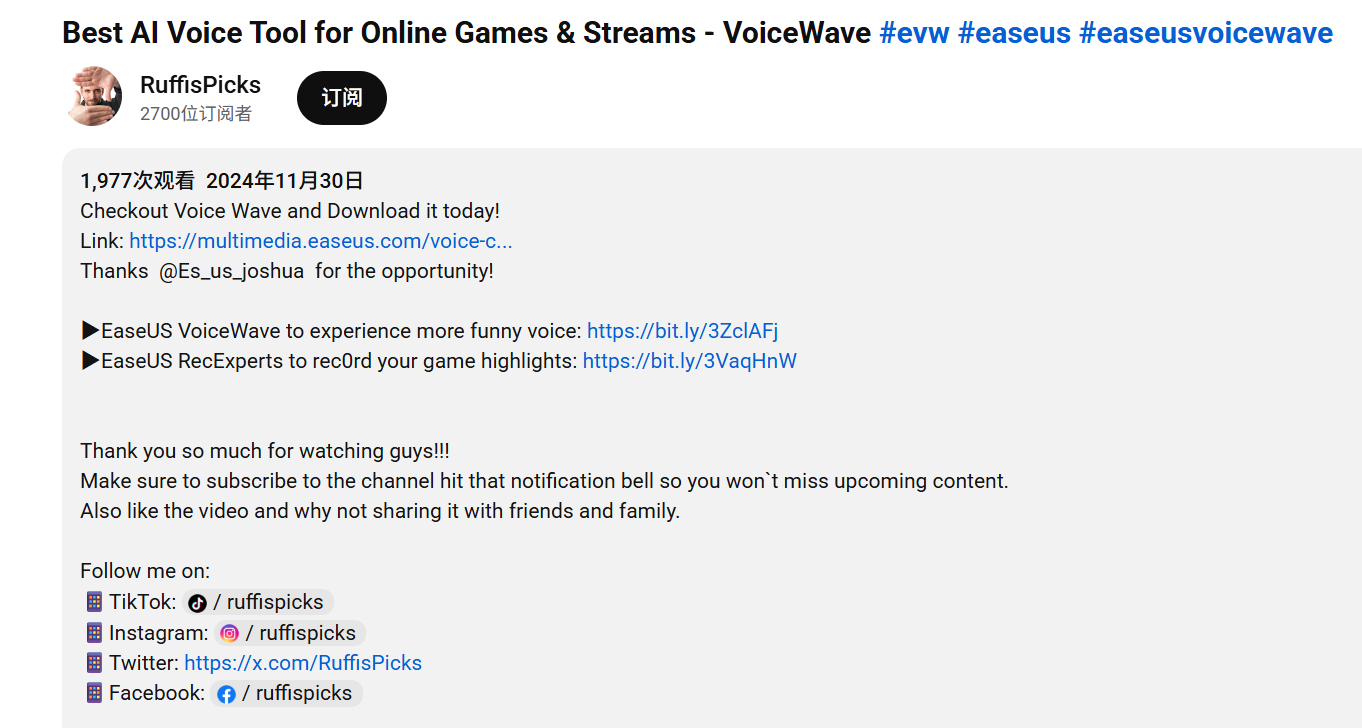 Best AI Voice Tool for Online Games & Streams - VoiceWave #evw #easeus #easeusvoicewave
RuffisPicks
2700位订阅者
订阅
1,977次观看 2024年11月30日
Checkout Voice Wave and Download it today!
Link: https://multimedia.easeus.com/voice-c...
Thanks @Es_us_joshua for the opportunity!
▶EaseUS VoiceWave to experience more funny voice: https://bit.ly/3ZclAFj
▶EaseUS RecExperts to rec0rd your game highlights: https://bit.ly/3VaqHnW
Thank you so much for watching guys!!!
Make sure to subscribe to the channel hit that notification bell so you won`t miss upcoming content.
Also like the video and why not sharing it with friends and family.
Follow me on:
TikTok: / ruffispicks
Instagram: / ruffispicks
Twitter: https://x.com/RuffisPicks
Facebook: / ruffispicks